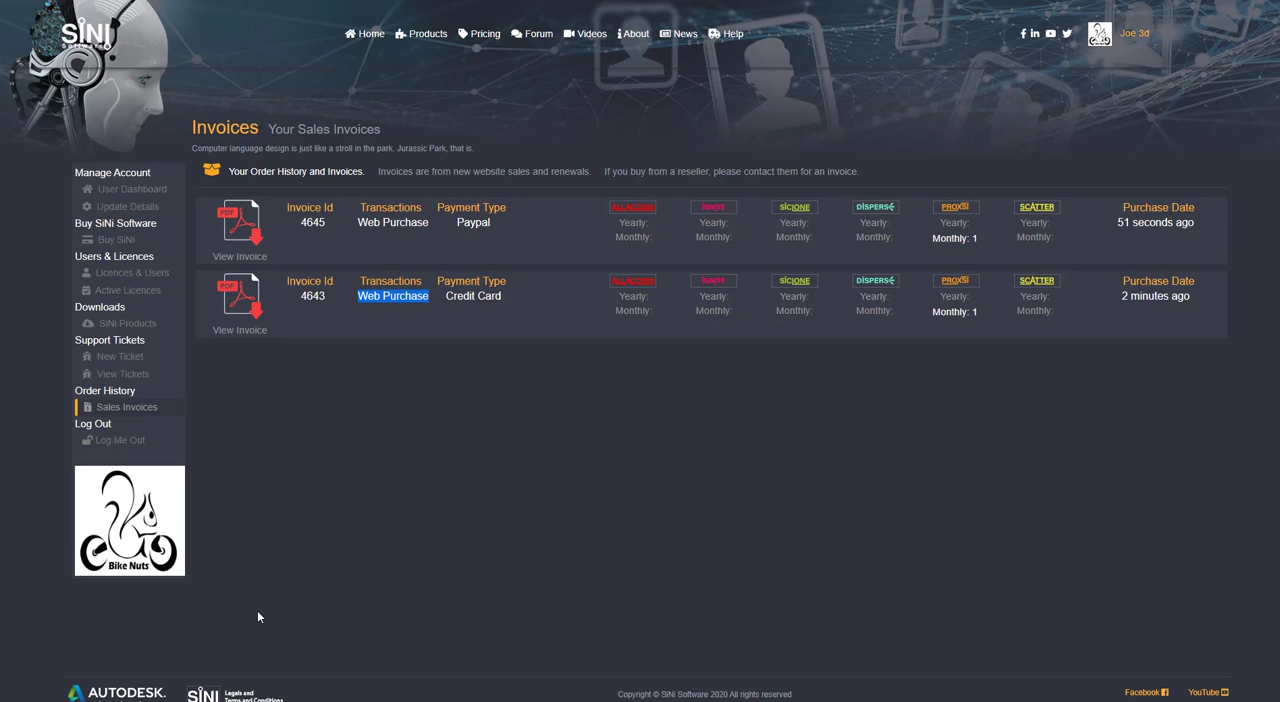 SiNi
Software
Home Products Pricing Forum Videos About News Help
Joe 3d
Invoices Your Sales Invoices
Computer language design is just like a stroll in the park. Jurassic Park, that is.
Manage Account
User Dashboard
Update Details
Buy SiNi Software
Buy SiNi
Users & Licences
Licences & Users
Active Licences
Downloads
SiNi Products
Support Tickets
New Ticket
View Tickets
Order History
Sales Invoices
Log Out
Log Me Out
Bike Nuts
Your Order History and Invoices. Invoices are from new website sales and renewals. If you buy from a reseller, please contact them for an invoice.
PDF Invoice Id Transactions Payment Type ALLACCESS IGNITE SICIONE DISPERSE PROXSI SCATTER Purchase Date
4645 Web Purchase Paypal Yearly: Yearly: Yearly: Yearly: Yearly: Yearly: 51 seconds ago
Monthly: Monthly: Monthly: Monthly: Monthly: 1 Monthly:
View Invoice
PDF Invoice Id Transactions Payment Type ALLACCESS IGNITE SICIONE DISPERSE PROXSI SCATTER Purchase Date
4643 Web Purchase Credit Card Yearly: Yearly: Yearly: Yearly: Yearly: Yearly: 2 minutes ago
Monthly: Monthly: Monthly: Monthly: Monthly: 1 Monthly:
View Invoice
AUTODESK. SiNi Legals and
Terms and Conditions
Copyright © SiNi Software 2020 All rights reserved
Facebook YouTube